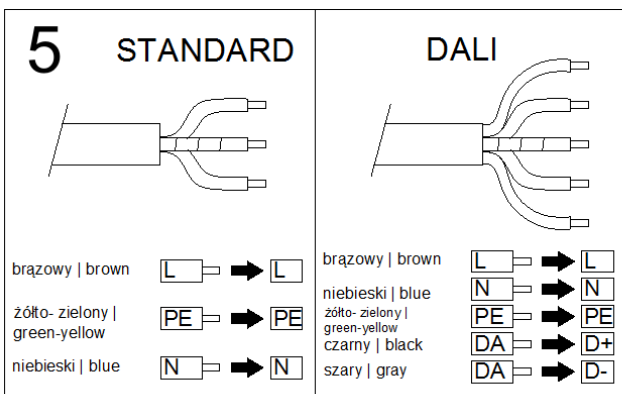 5 STANDARD
brązowy | brown L L
żółto- zielony |
green-yellow PE PE
niebieski | blue N N
DALI
brązowy | brown L L
niebieski | blue N N
żółto- zielony |
green-yellow PE PE
czarny | black DA D+
szary | gray DA D-